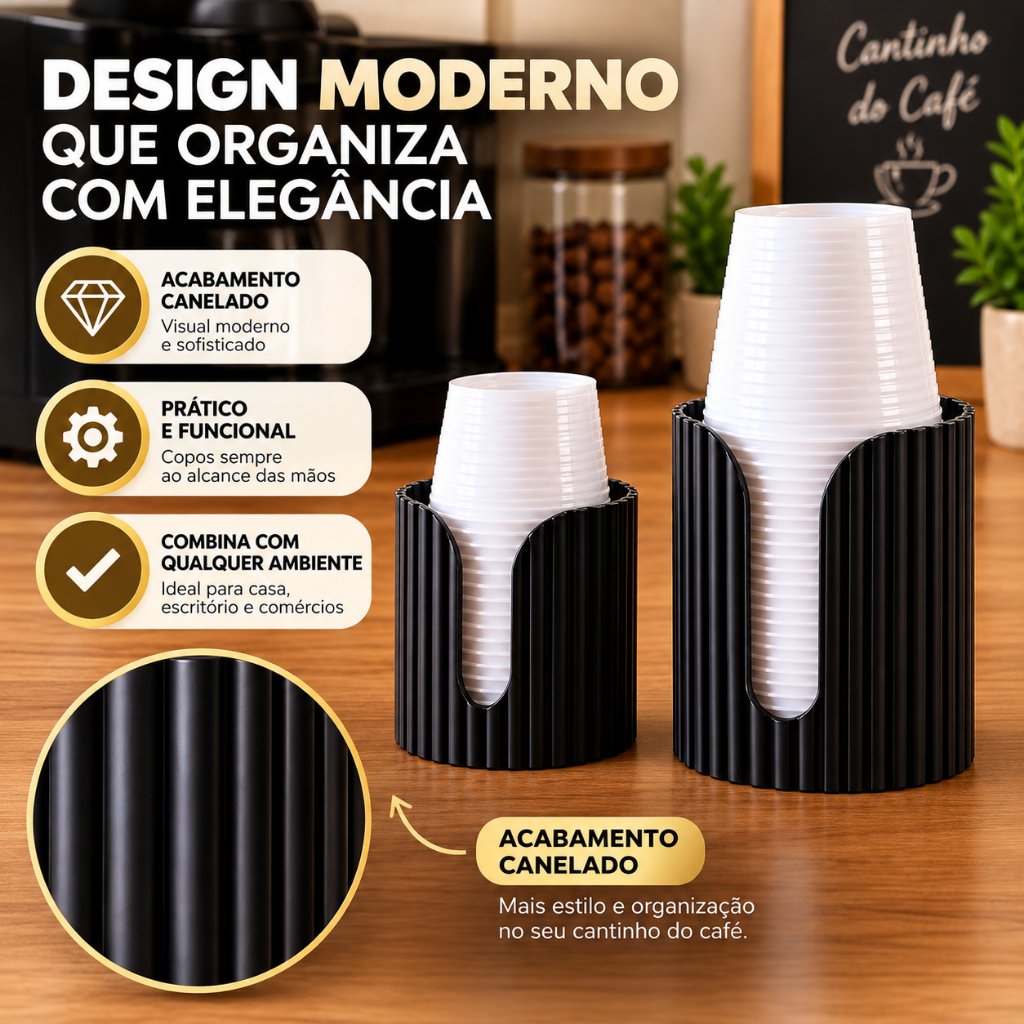 DESIGN MODERNO
QUE ORGANIZA
COM ELEGÂNCIA
Cantinho
do Café
ACABAMENTO
CANELADO
Visual moderno
e sofisticado
PRÁTICO
E FUNCIONAL
Copos sempre
ao alcance das mãos
COMBINA COM
QUALQUER AMBIENTE
Ideal para casa,
escritório e comércios
ACABAMENTO
CANELADO
Mais estilo e organização
no seu cantinho do café.